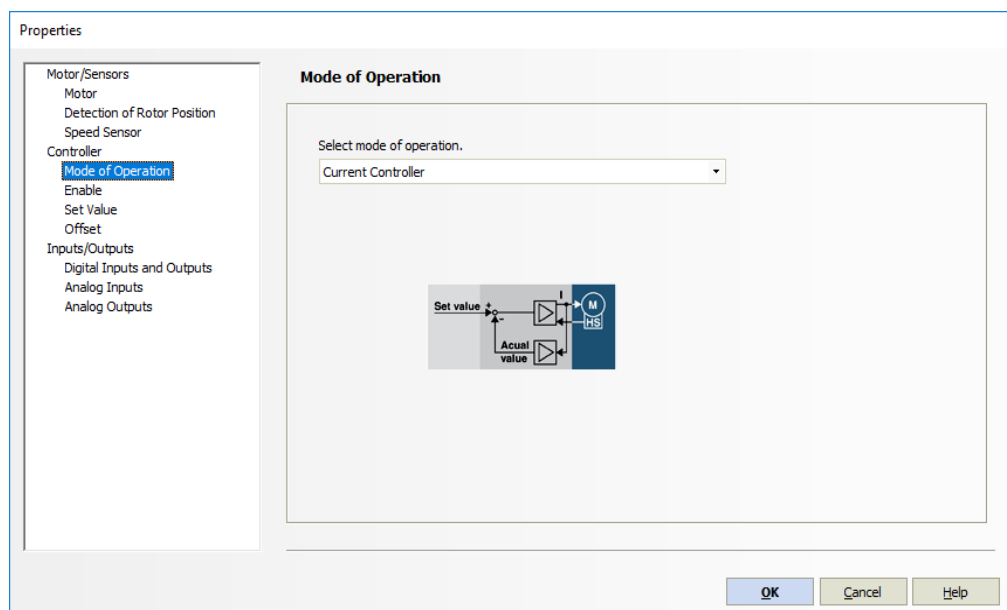 Properties
Motor/Sensors
Motor
Detection of Rotor Position
Speed Sensor
Controller
Mode of Operation
Enable
Set Value
Offset
Inputs/Outputs
Digital Inputs and Outputs
Analog Inputs
Analog Outputs
Mode of Operation
Select mode of operation.
Current Controller
Set value + I M
- HS
Acual
value
OK Cancel Help